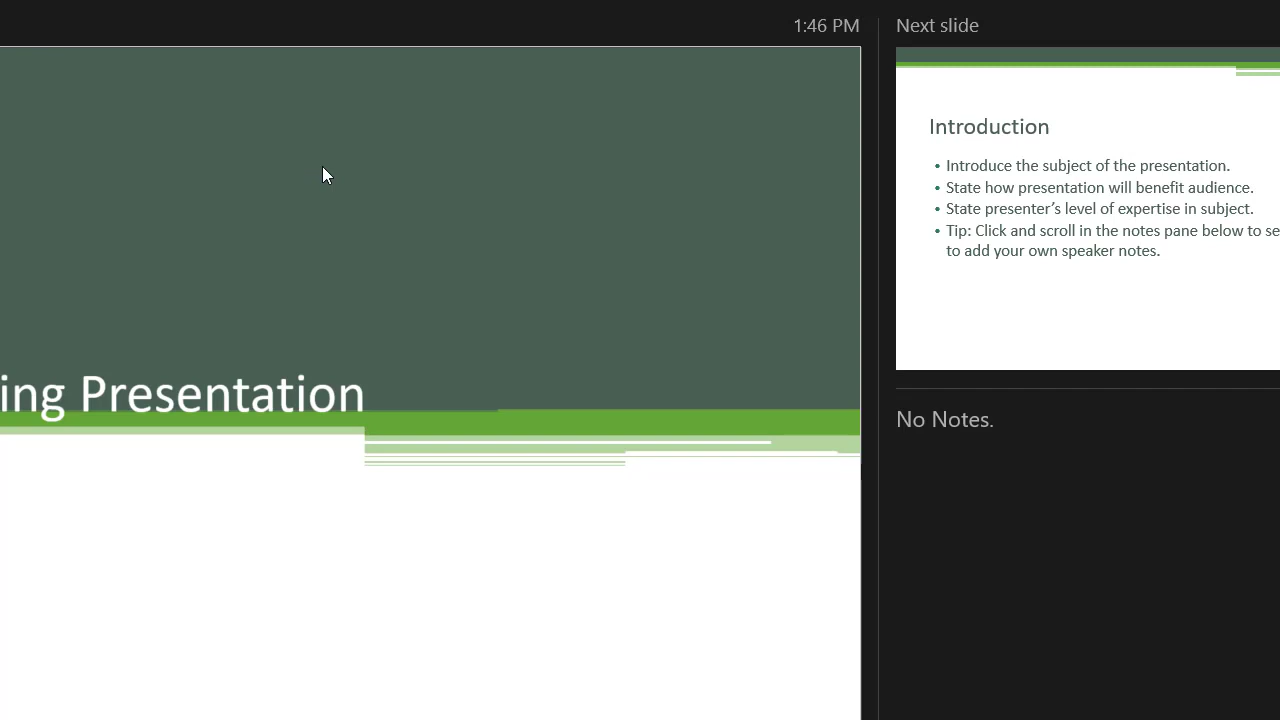 1:46 PM
ing Presentation
Next slide
Introduction
• Introduce the subject of the presentation.
• State how presentation will benefit audience.
• State presenter’s level of expertise in subject.
• Tip: Click and scroll in the notes pane below to se
to add your own speaker notes.
No Notes.